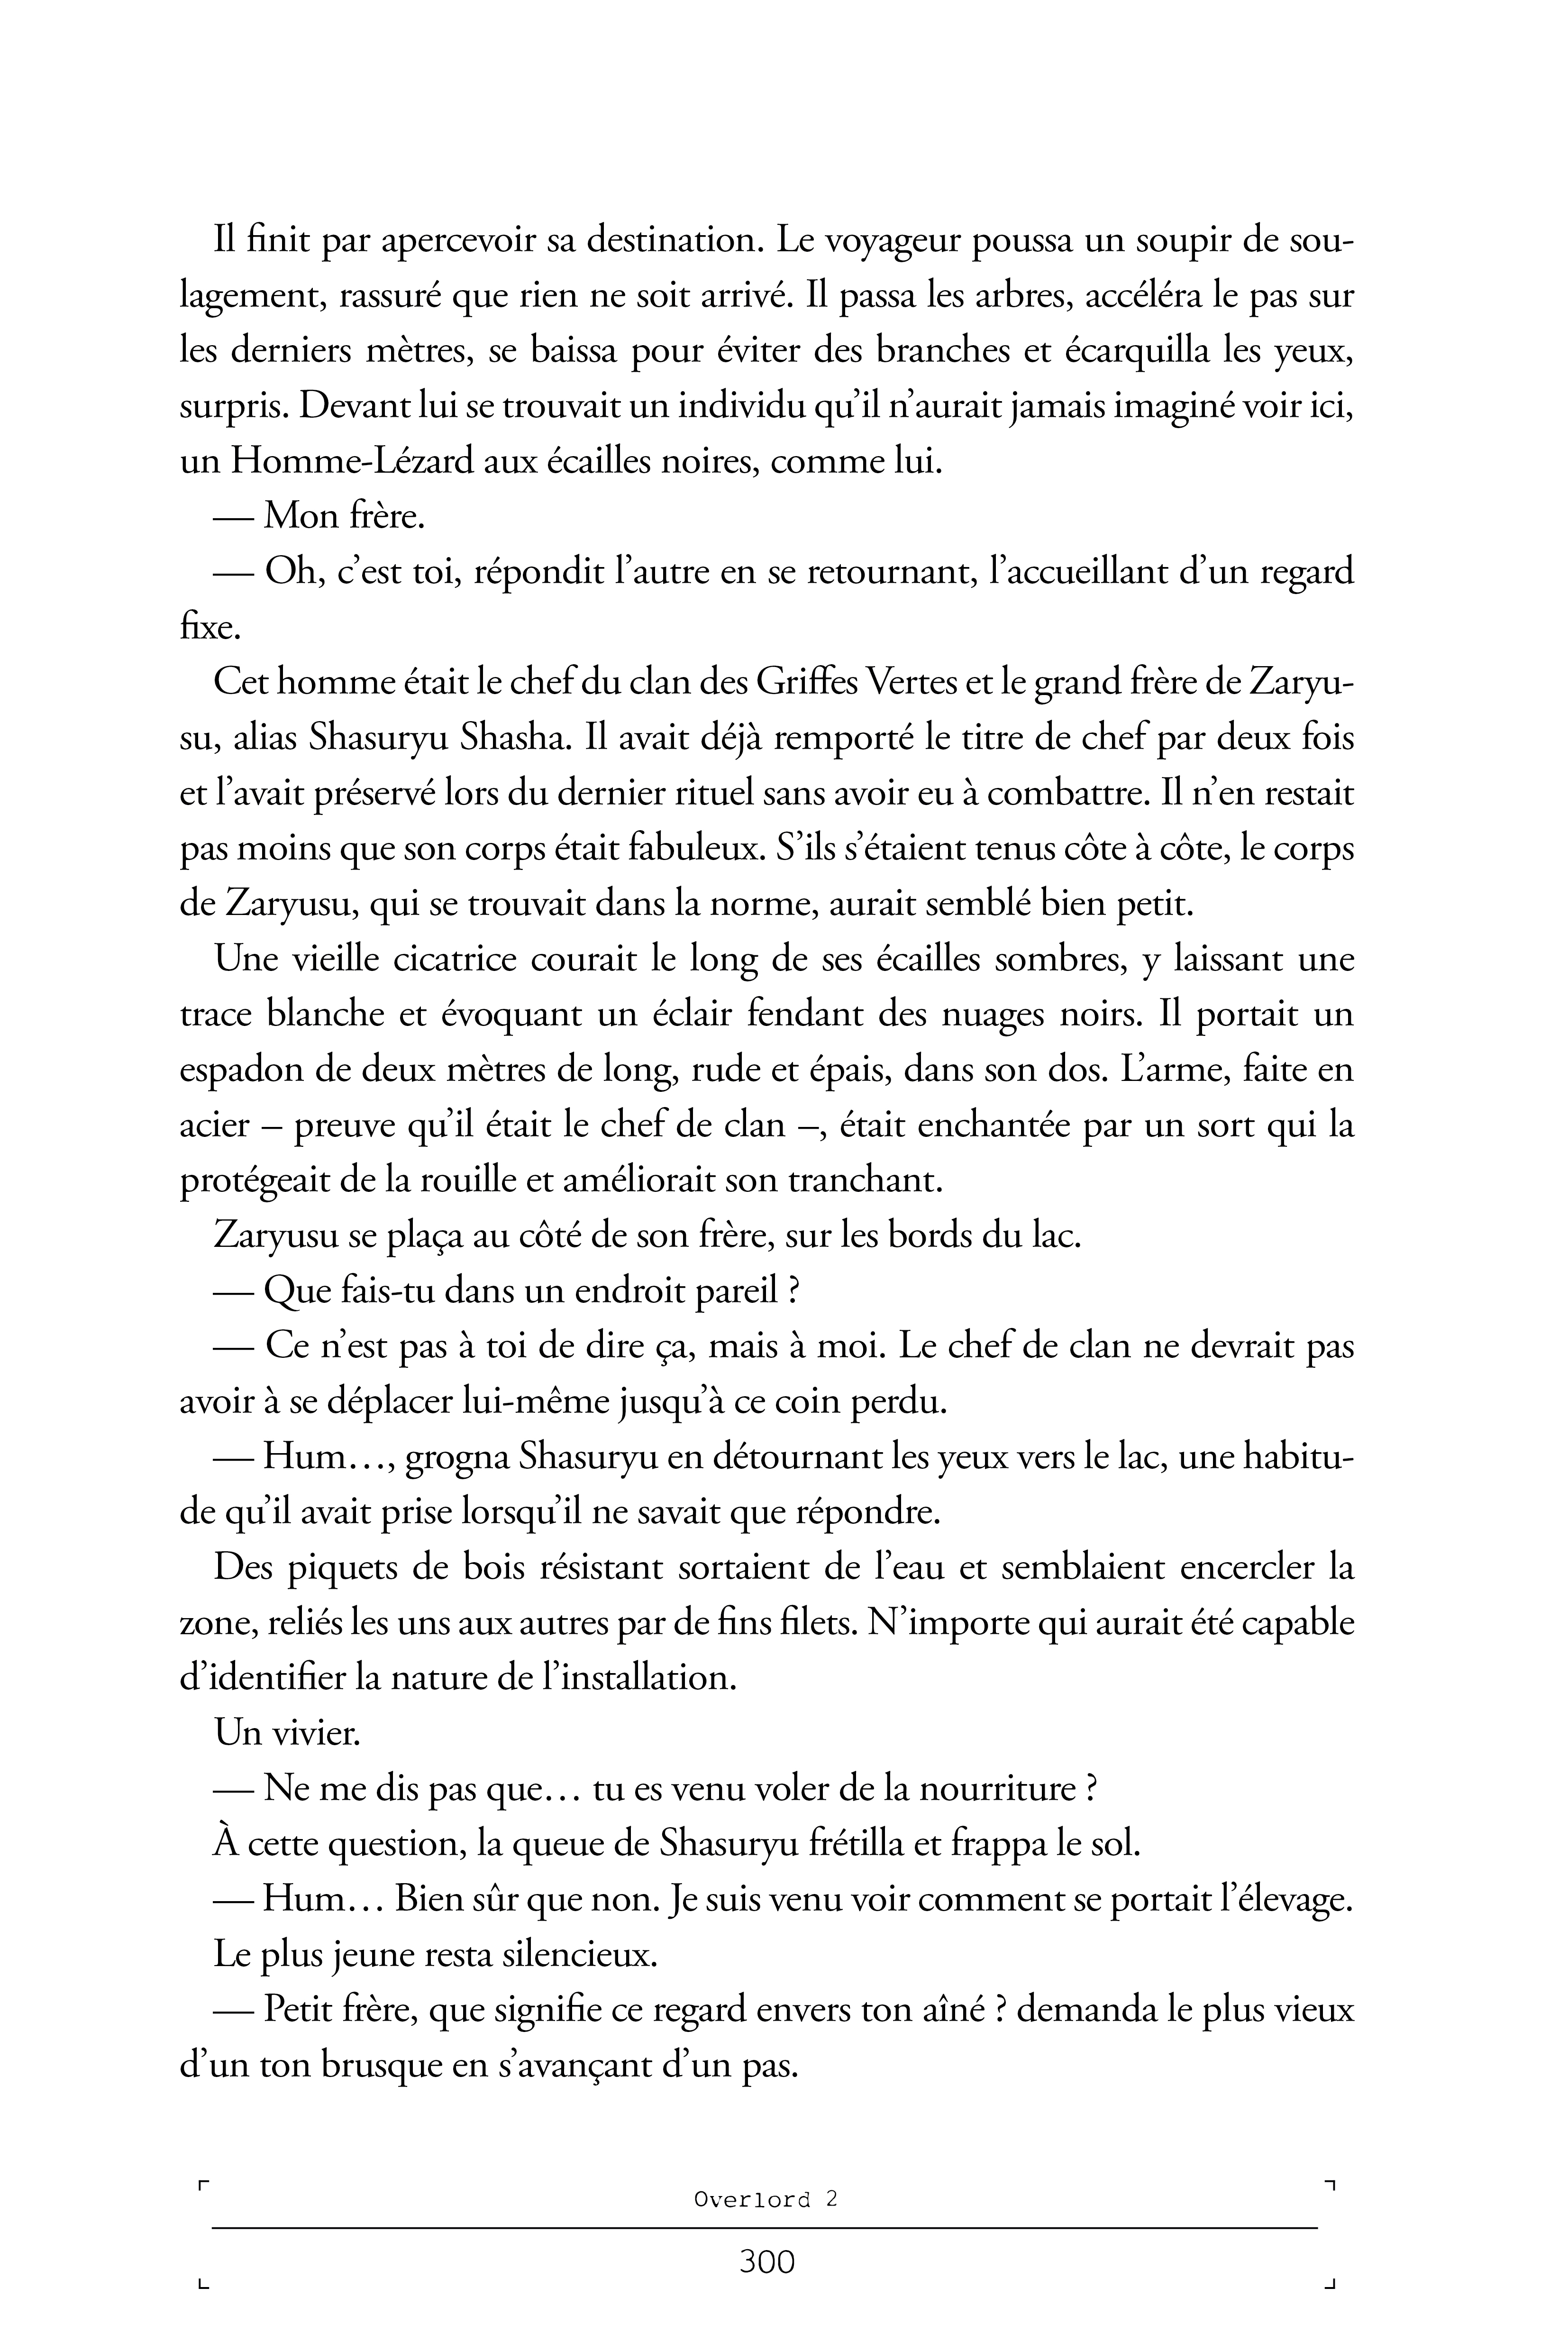 Il finit par apercevoir sa destination. Le voyageur poussa un soupir de sou-
lagement, rassuré que rien ne soit arrivé. Il passa les arbres, accéléra le pas sur
les derniers mètres, se baissa pour éviter des branches et écarquilla les yeux,
surpris. Devant lui se trouvait un individu qu’il n’aurait jamais imaginé voir ici,
un Homme-Lézard aux écailles noires, comme lui.
— Mon frère.
— Oh, c’est toi, répondit l’autre en se retournant, l’accueillant d’un regard
fixe.
Cet homme était le chef du clan des Griffes Vertes et le grand frère de Zaryu-
su, alias Shasuryu Shasha. Il avait déjà remporté le titre de chef par deux fois
et l’avait préservé lors du dernier rituel sans avoir eu à combattre. Il n’en restait
pas moins que son corps était fabuleux. S’ils s’étaient tenus côte à côte, le corps
de Zaryusu, qui se trouvait dans la norme, aurait semblé bien petit.
Une vieille cicatrice courait le long de ses écailles sombres, y laissant une
trace blanche et évoquant un éclair fendant des nuages noirs. Il portait un
espadon de deux mètres de long, rude et épais, dans son dos. L’arme, faite en
acier – preuve qu’il était le chef de clan –, était enchantée par un sort qui la
protégeait de la rouille et améliorait son tranchant.
Zaryusu se plaça au côté de son frère, sur les bords du lac.
— Que fais-tu dans un endroit pareil ?
— Ce n’est pas à toi de dire ça, mais à moi. Le chef de clan ne devrait pas
avoir à se déplacer lui-même jusqu’à ce coin perdu.
— Hum…, grogna Shasuryu en détournant les yeux vers le lac, une habitu-
de qu’il avait prise lorsqu’il ne savait que répondre.
Des piquets de bois résistant sortaient de l’eau et semblaient encercler la
zone, reliés les uns aux autres par de fins filets. N’importe qui aurait été capable
d’identifier la nature de l’installation.
Un vivier.
— Ne me dis pas que… tu es venu voler de la nourriture ?
À cette question, la queue de Shasuryu frétilla et frappa le sol.
— Hum… Bien sûr que non. Je suis venu voir comment se portait l’élevage.
Le plus jeune resta silencieux.
— Petit frère, que signifie ce regard envers ton aîné ? demanda le plus vieux
d’un ton brusque en s’avançant d’un pas.
Overlord 2
300